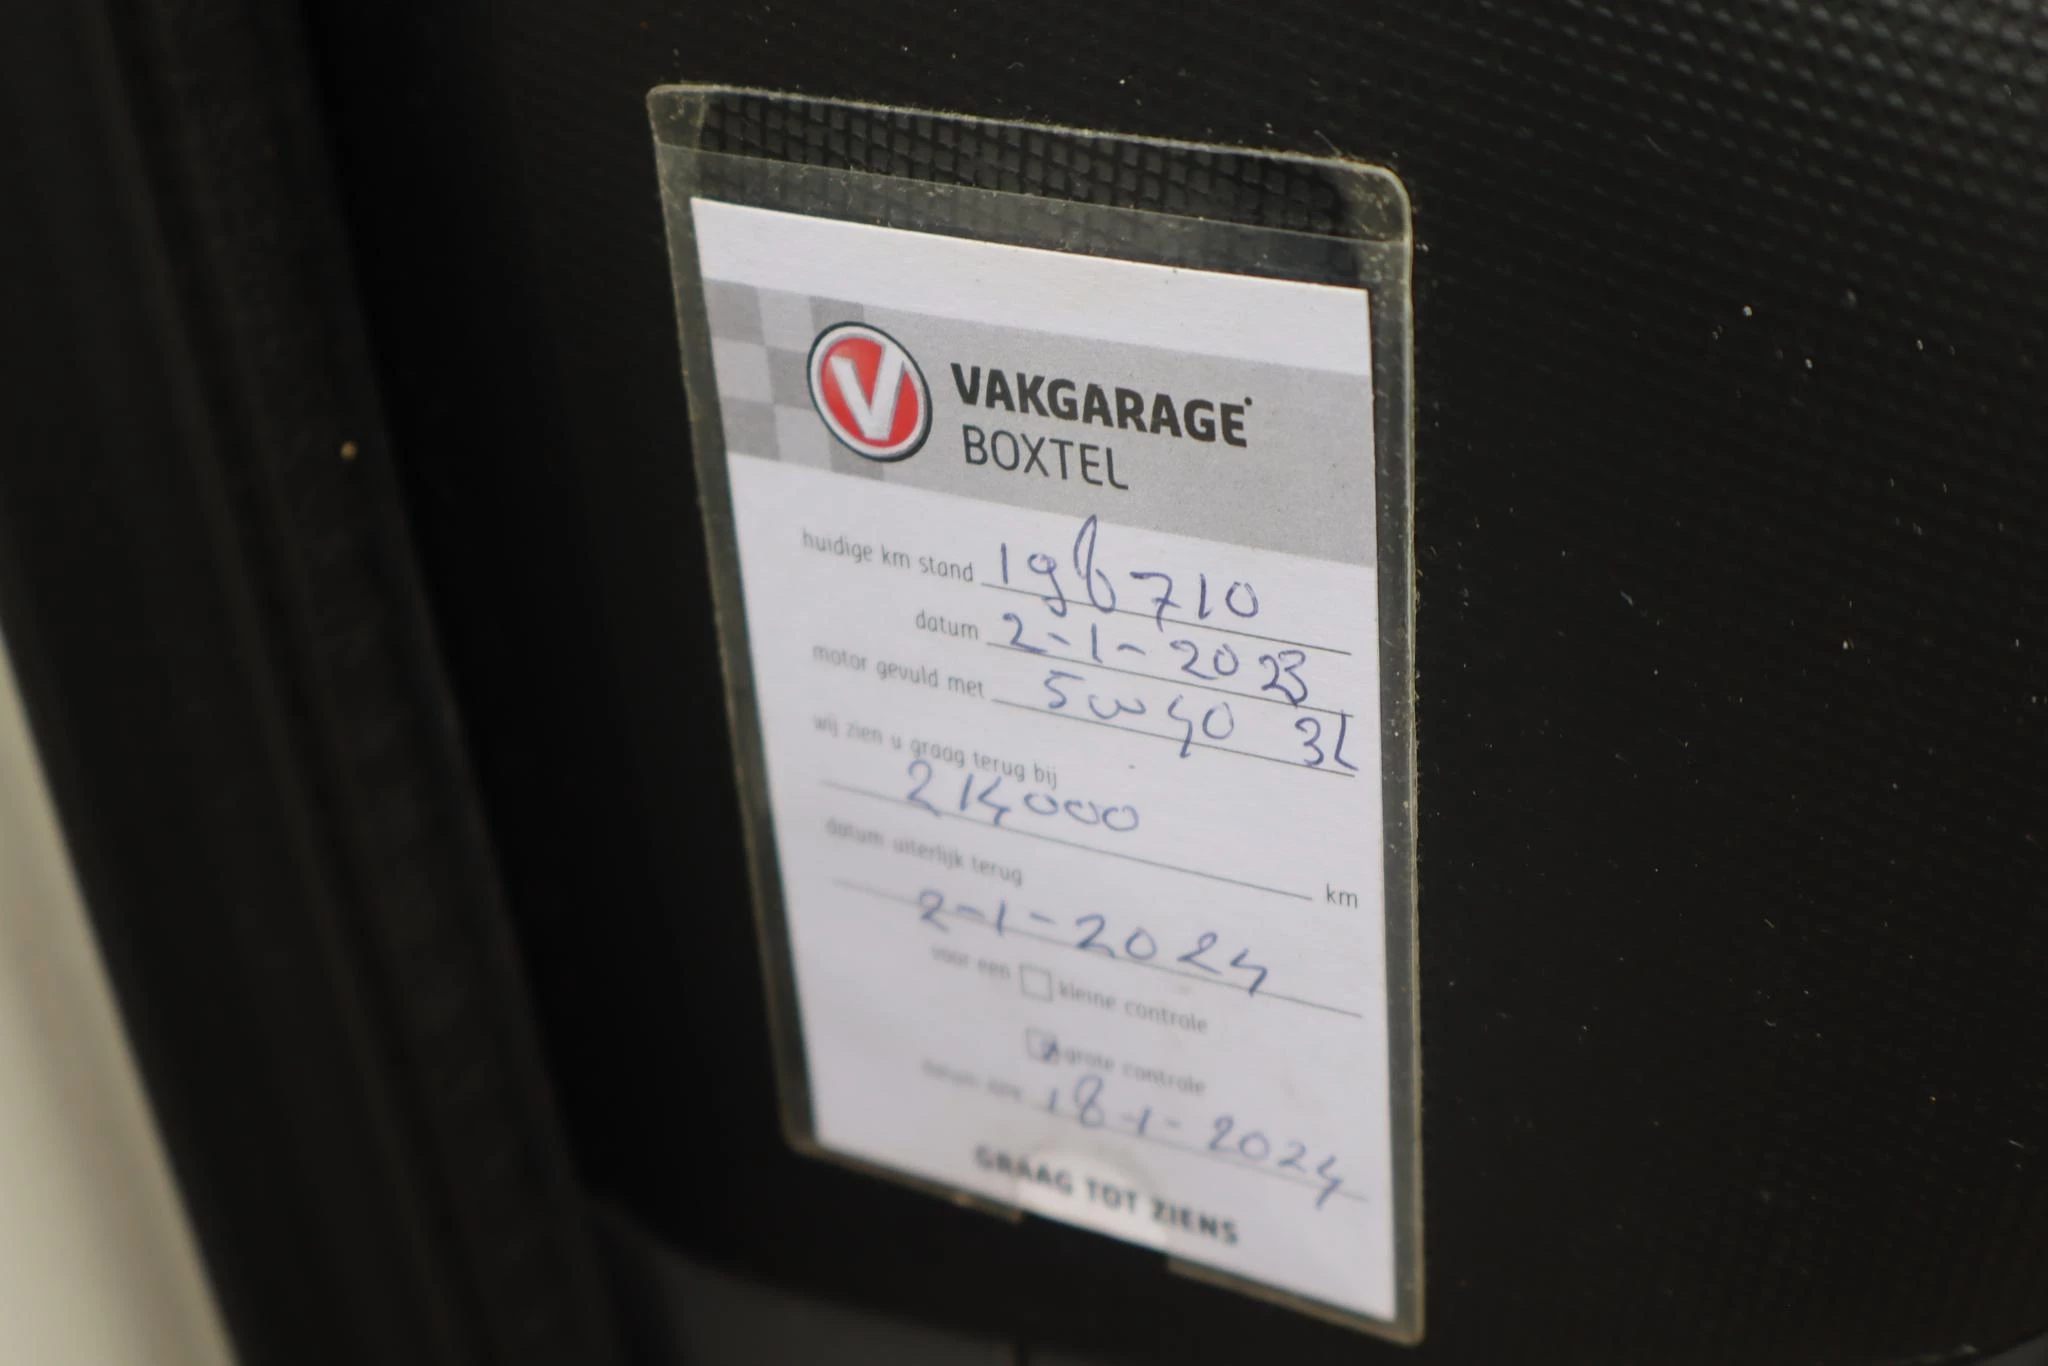 V
VAKGARAGE
BOXTEL
huidige km stand 196710
datum 2-1-2023
motor gevuld met 5w40 3L
wij zien u graag terug bij
214000 km
datum uiterlijk terug
2-1-2024
voor een kleine controle
grote controle
datum apk 18-1-2024
GRAAG TOT ZIENS